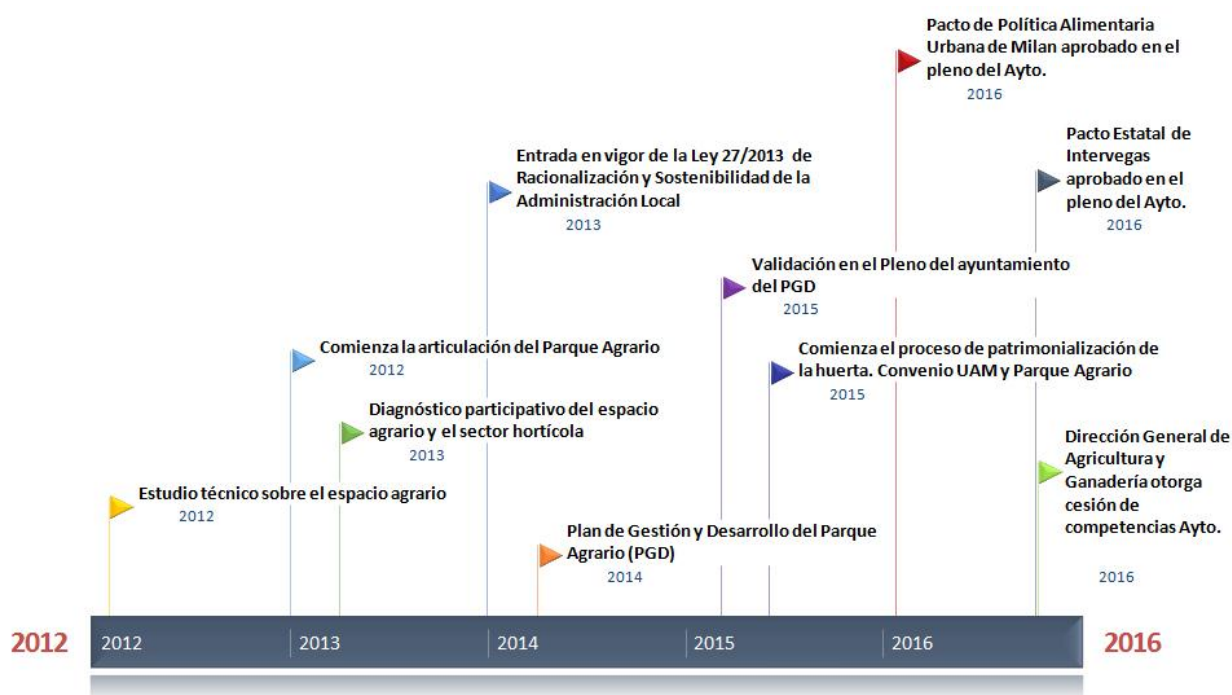 Pacto de Política Alimentaria
Urbana de Milan aprobado en el
pleno del Ayto.
2016
Pacto Estatal de
Intervegas
aprobado en el
pleno del Ayto.
2016
Entrada en vigor de la Ley 27/2013 de
Racionalización y Sostenibilidad de la
Administración Local
2013
Validación en el Pleno del ayuntamiento
del PGD
2015
Comienza la articulación del Parque Agrario
2012
Comienza el proceso de patrimonialización de
la huerta. Convenio UAM y Parque Agrario
2015
Diagnóstico participativo del espacio
agrario y el sector hortícola
2013
Dirección General de
Agricultura y
Ganadería otorga
cesión de
competencias Ayto.
2016
Estudio técnico sobre el espacio agrario
2012
Plan de Gestión y Desarrollo del Parque
Agrario (PGD)
2014
2012
2012
2013
2014
2015
2016
2016